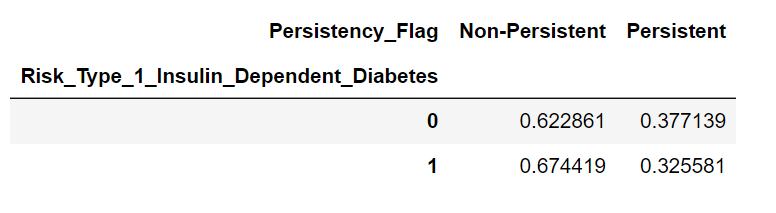 Persistency_Flag Non-Persistent Persistent
Risk_Type_1_Insulin_Dependent_Diabetes
0 0.622861 0.377139
1 0.674419 0.325581